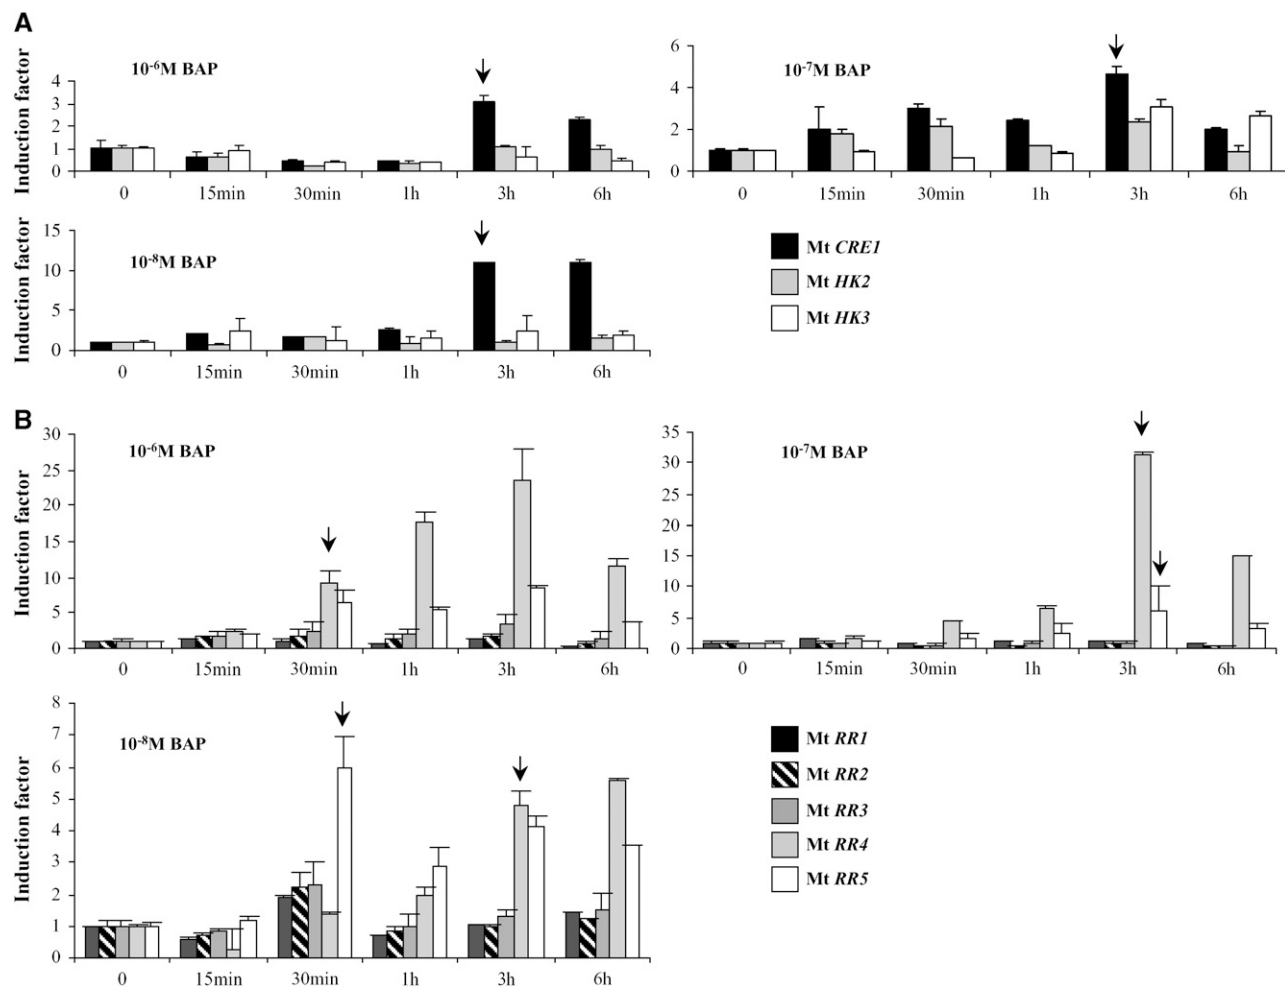 A
10-6M BAP
Induction factor
4
3
2
1
0
0 15min 30min 1h 3h 6h
10-7M BAP
Induction factor
6
4
2
0
0 15min 30min 1h 3h 6h
10-8M BAP
Induction factor
15
10
5
0
0 15min 30min 1h 3h 6h
Mt CRE1
Mt HK2
Mt HK3
B
10-6M BAP
Induction factor
30
25
20
15
10
5
0
0 15min 30min 1h 3h 6h
10-7M BAP
Induction factor
35
30
25
20
15
10
5
0
0 15min 30min 1h 3h 6h
10-8M BAP
Induction factor
8
7
6
5
4
3
2
1
0
0 15min 30min 1h 3h 6h
Mt RR1
Mt RR2
Mt RR3
Mt RR4
Mt RR5